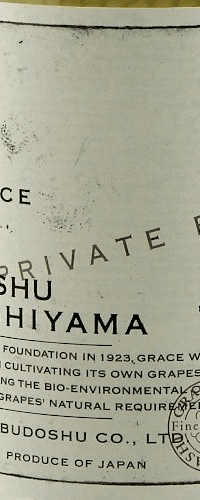 CE
PRIVATE R
SHU
HIYAMA
FOUNDATION IN 1923, GRACE W
CULTIVATING ITS OWN GRAPES
NG THE BIO-ENVIRONMENTAL
GRAPES' NATURAL REQUIREME
BUDOSHU CO., LTD.
Fine
PRODUCE OF JAPAN